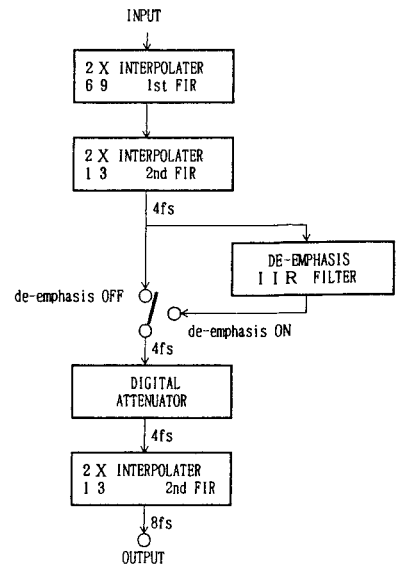 INPUT
2 X INTERPOLATER
6 9 1st FIR
2 X INTERPOLATER
1 3 2nd FIR
4fs
DE-EMPHASIS
I I R FILTER
de-emphasis OFF
de-emphasis ON
4fs
DIGITAL
ATTENUATOR
4fs
2 X INTERPOLATER
1 3 2nd FIR
8fs
OUTPUT